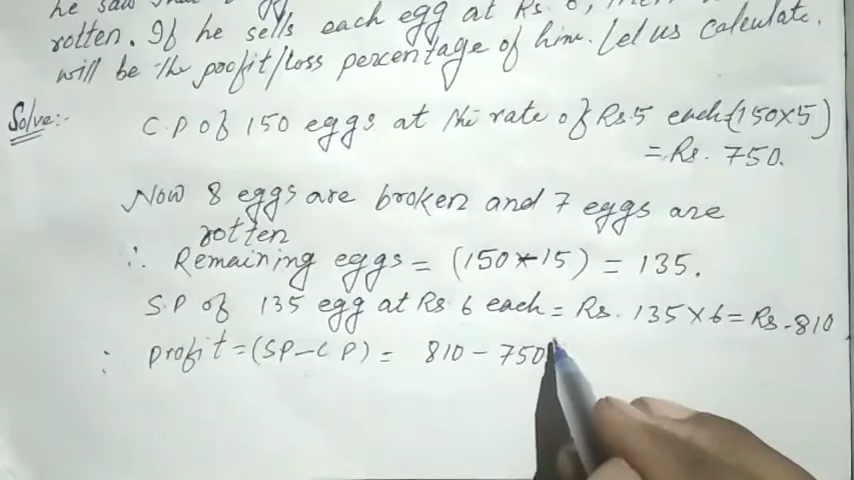 he saw that
rotten. If he sells each egg at Rs. 6,
will be the profit/loss percentage of him. Let us calculate.
Solve:- C.P of 150 eggs at the rate of Rs.5 each=(150×5)
= Rs. 750.
Now 8 eggs are broken and 7 eggs are
rotten
∴ Remaining eggs = (150-15) = 135.
S.P of 135 egg at Rs 6 each = Rs. 135×6 = Rs.810
: Profit = (SP-CP) = 810 - 750